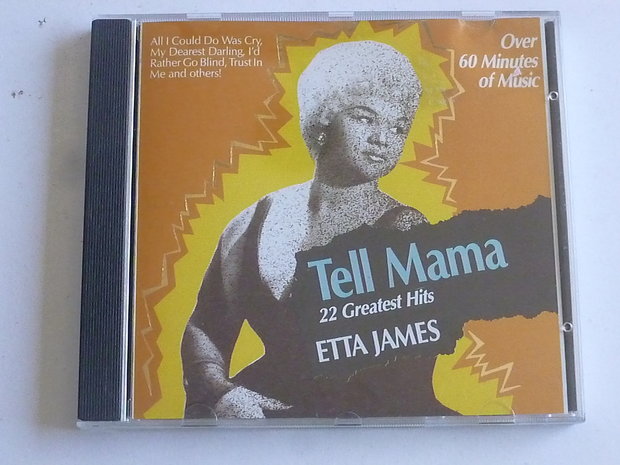 All I Could Do Was Cry,
My Dearest Darling, I'd
Rather Go Blind, Trust In
Me and others!
Over
60 Minutes
of Music
Tell Mama
22 Greatest Hits
ETTA JAMES